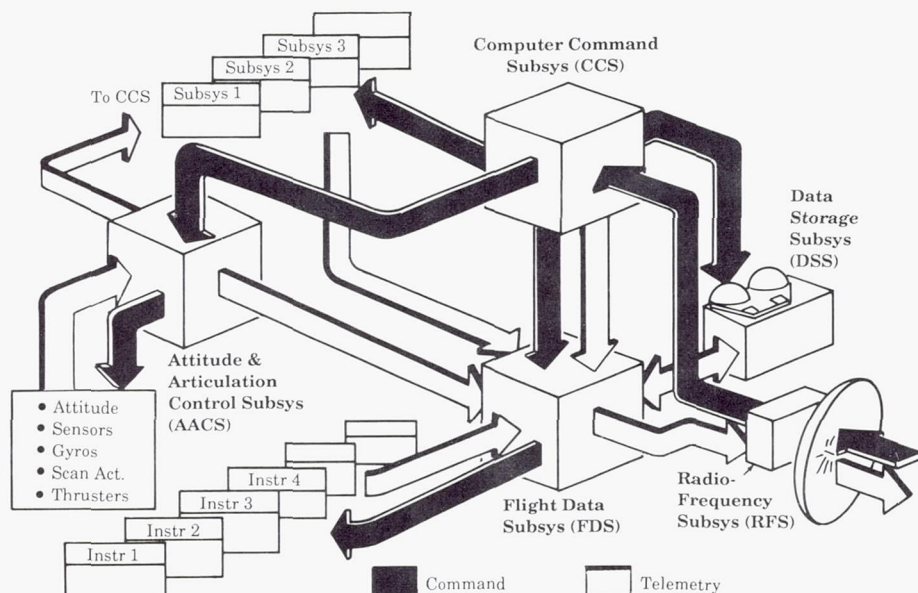 Subsys 3
Subsys 2
Subsys 1
Computer Command
Subsys (CCS)
To CCS
Data
Storage
Subsys
(DSS)
Attitude &
Articulation
Control Subsys
(AACS)
• Attitude
• Sensors
• Gyros
• Scan Act.
• Thrusters
Instr 4
Instr 3
Instr 2
Instr 1
Flight Data
Subsys (FDS)
Radio-
Frequency
Subsys (RFS)
Command
Telemetry